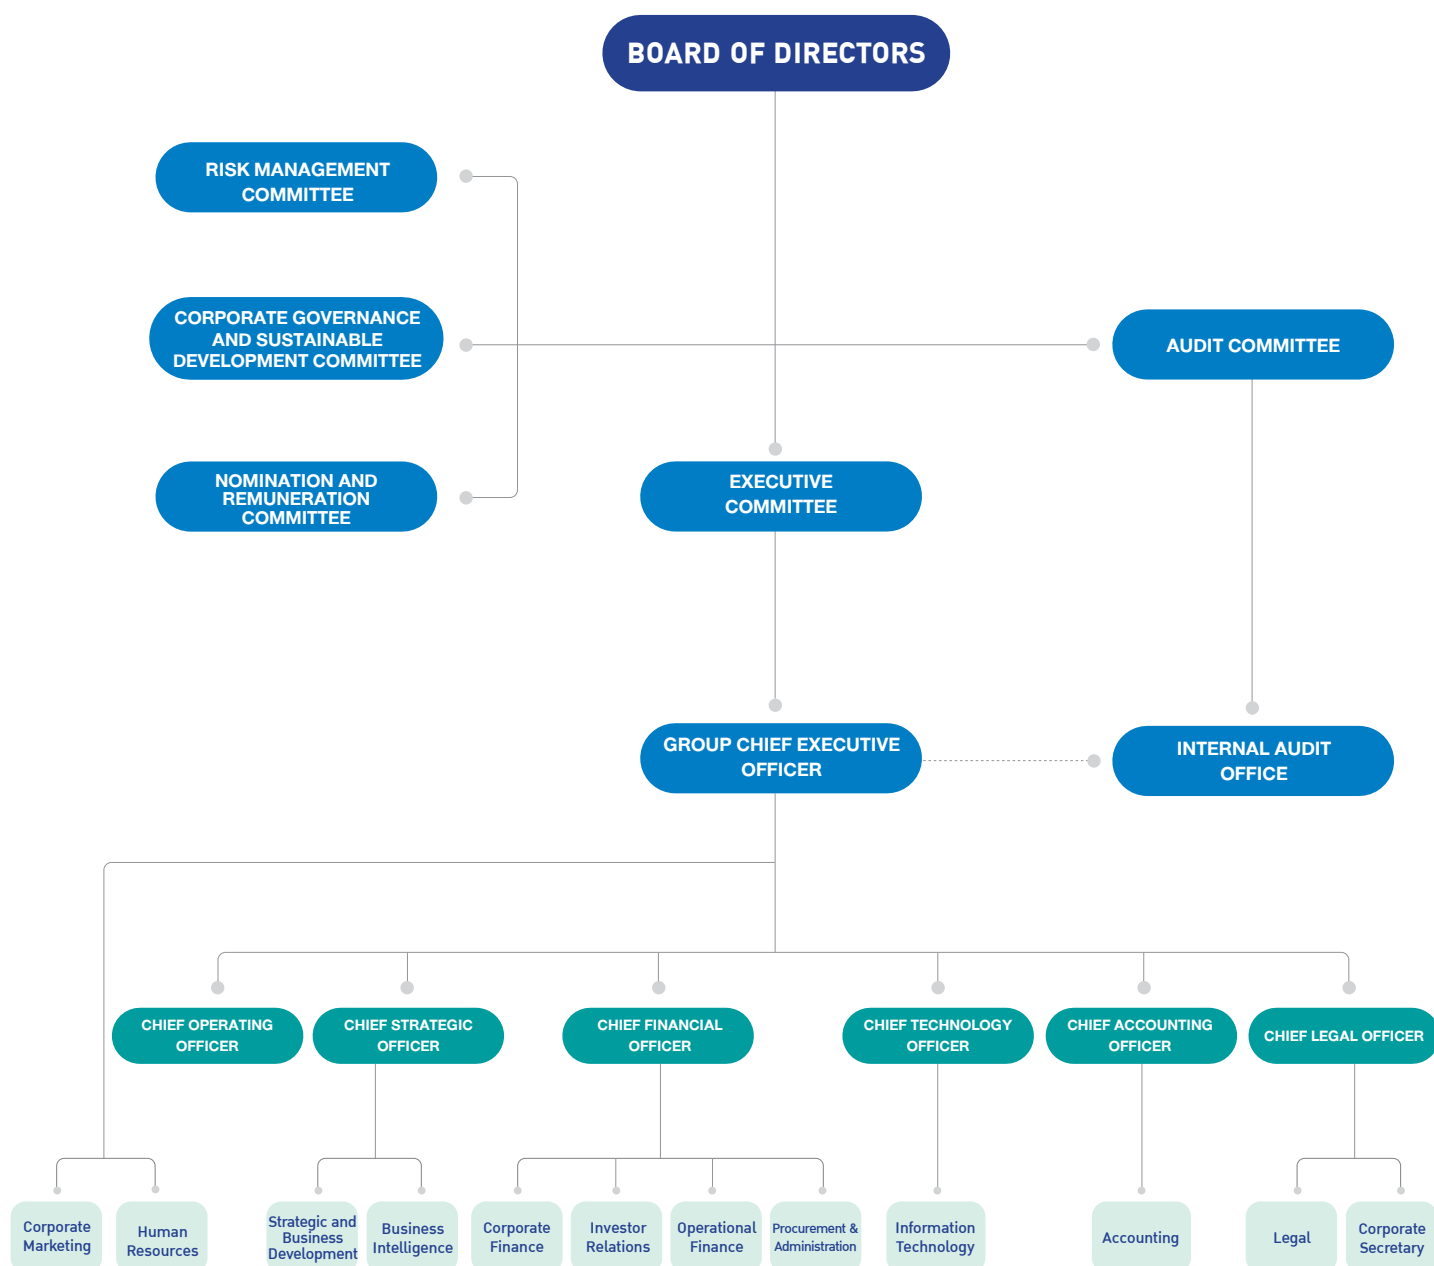 BOARD OF DIRECTORS
RISK MANAGEMENT
COMMITTEE
CORPORATE GOVERNANCE
AND SUSTAINABLE
DEVELOPMENT COMMITTEE
AUDIT COMMITTEE
NOMINATION AND
REMUNERATION
COMMITTEE
EXECUTIVE
COMMITTEE
GROUP CHIEF EXECUTIVE
OFFICER
INTERNAL AUDIT
OFFICE
CHIEF OPERATING
OFFICER
CHIEF STRATEGIC
OFFICER
CHIEF FINANCIAL
OFFICER
CHIEF TECHNOLOGY
OFFICER
CHIEF ACCOUNTING
OFFICER
CHIEF LEGAL OFFICER
Corporate
Marketing
Human
Resources
Strategic and
Business
Development
Business
Intelligence
Corporate
Finance
Investor
Relations
Operational
Finance
Procurement &
Administration
Information
Technology
Accounting
Legal
Corporate
Secretary